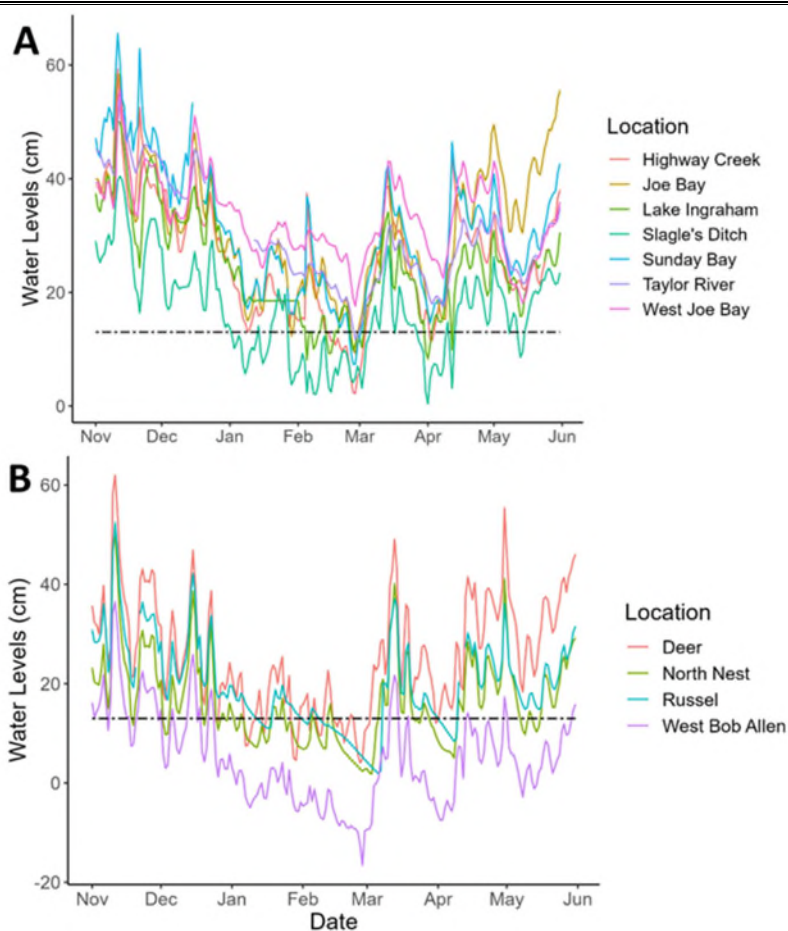 A
Water Levels (cm)
60
40
20
0
Nov Dec Jan Feb Mar Apr May Jun
Location
Highway Creek
Joe Bay
Lake Ingraham
Slagle's Ditch
Sunday Bay
Taylor River
West Joe Bay
B
Water Levels (cm)
60
40
20
0
-20
Nov Dec Jan Feb Mar Apr May Jun
Date
Location
Deer
North Nest
Russel
West Bob Allen